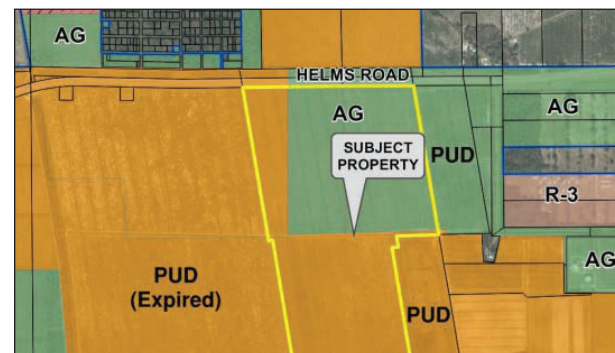 AG
HELMS ROAD
AG
AG
SUBJECT
PROPERTY
PUD
R-3
AG
PUD
(Expired)
PUD